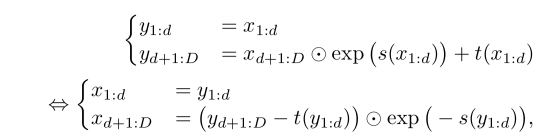 y_{1:d} = x_{1:d}
y_{d+1:D} = x_{d+1:D} ⊙ exp(s(x_{1:d})) + t(x_{1:d})
⇔ x_{1:d} = y_{1:d}
x_{d+1:D} = (y_{d+1:D} − t(y_{1:d})) ⊙ exp(− s(y_{1:d})),